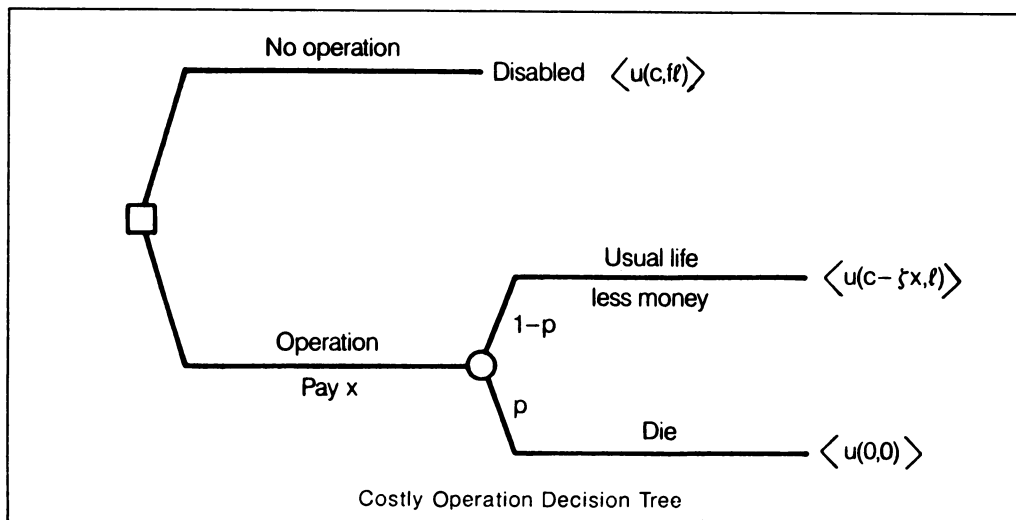 No operation
Disabled ⟨u(c,fℓ)⟩
Usual life
less money
⟨u(c−ζx,ℓ)⟩
1−p
Operation
Pay x
p
Die
⟨u(0,0)⟩
Costly Operation Decision Tree